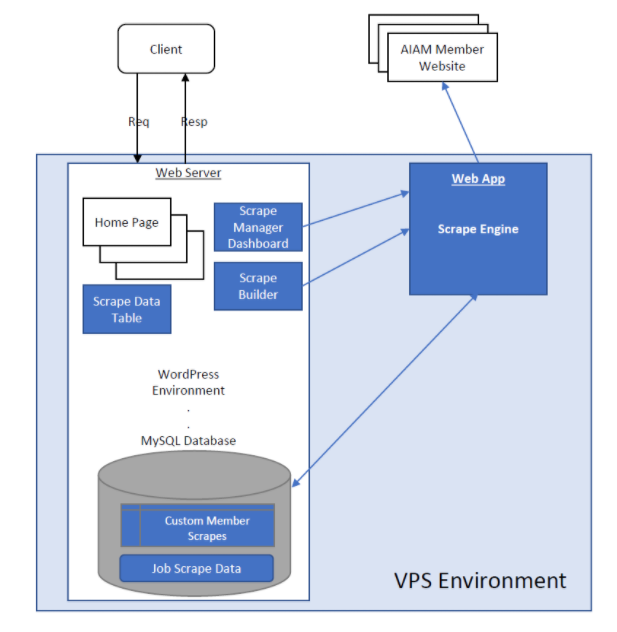 Client
AIAM Member
Website
Req
Resp
Web Server
Web App
Home Page
Scrape
Manager
Dashboard
Scrape Engine
Scrape
Builder
Scrape Data
Table
WordPress
Environment
.
.
MySQL Database
Custom Member
Scrapes
Job Scrape Data
VPS Environment